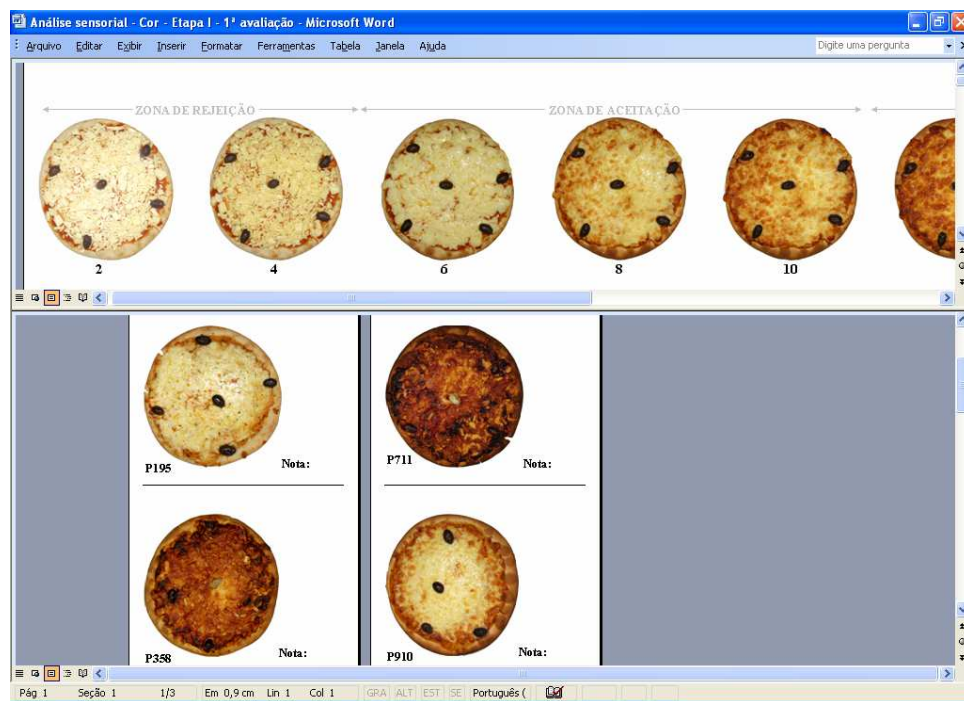 Análise sensorial - Cor - Etapa I - 1ª avaliação - Microsoft Word
Arquivo Editar Exibir Inserir Formatar Ferramentas Tabela Janela Ajuda Digite uma pergunta
ZONA DE REJEIÇÃO ZONA DE ACEITAÇÃO
2 4 6 8 10
P195 Nota: P711 Nota:
P358 Nota: P910 Nota:
Pág 1 Seção 1 1/3 Em 0,9 cm Lin 1 Col 1 GRA ALT EST SE Português (